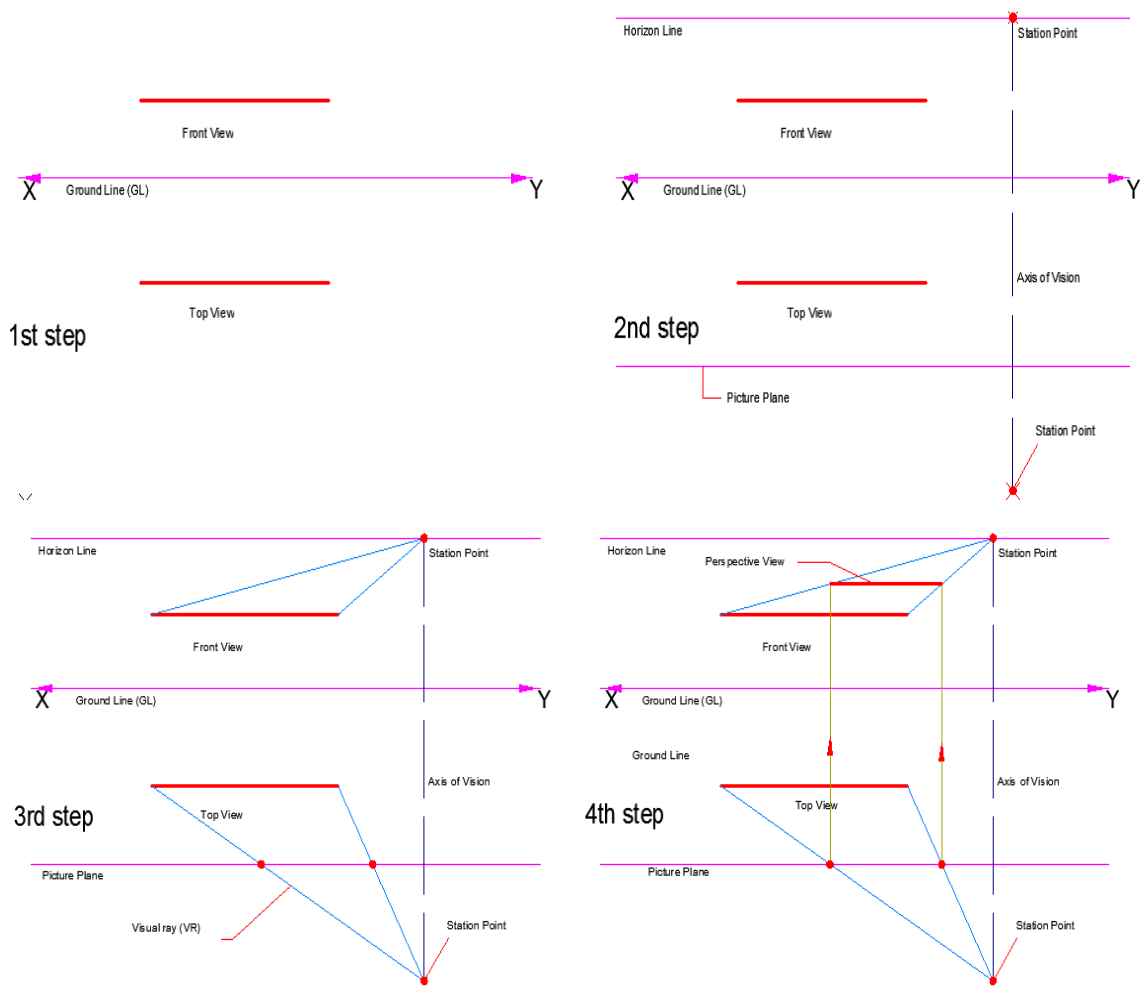 Front View
X
Y
Ground Line (GL)
Top View
1st step
Horizon Line
Station Point
Front View
X
Y
Ground Line (GL)
Axis of Vision
Top View
2nd step
Picture Plane
Station Point
Horizon Line
Station Point
Front View
X
Y
Ground Line (GL)
Axis of Vision
3rd step
Top View
Picture Plane
Visual ray (VR)
Station Point
Horizon Line
Station Point
Perspective View
Front View
X
Y
Ground Line (GL)
Ground Line
Axis of Vision
4th step
Top View
Picture Plane
Station Point